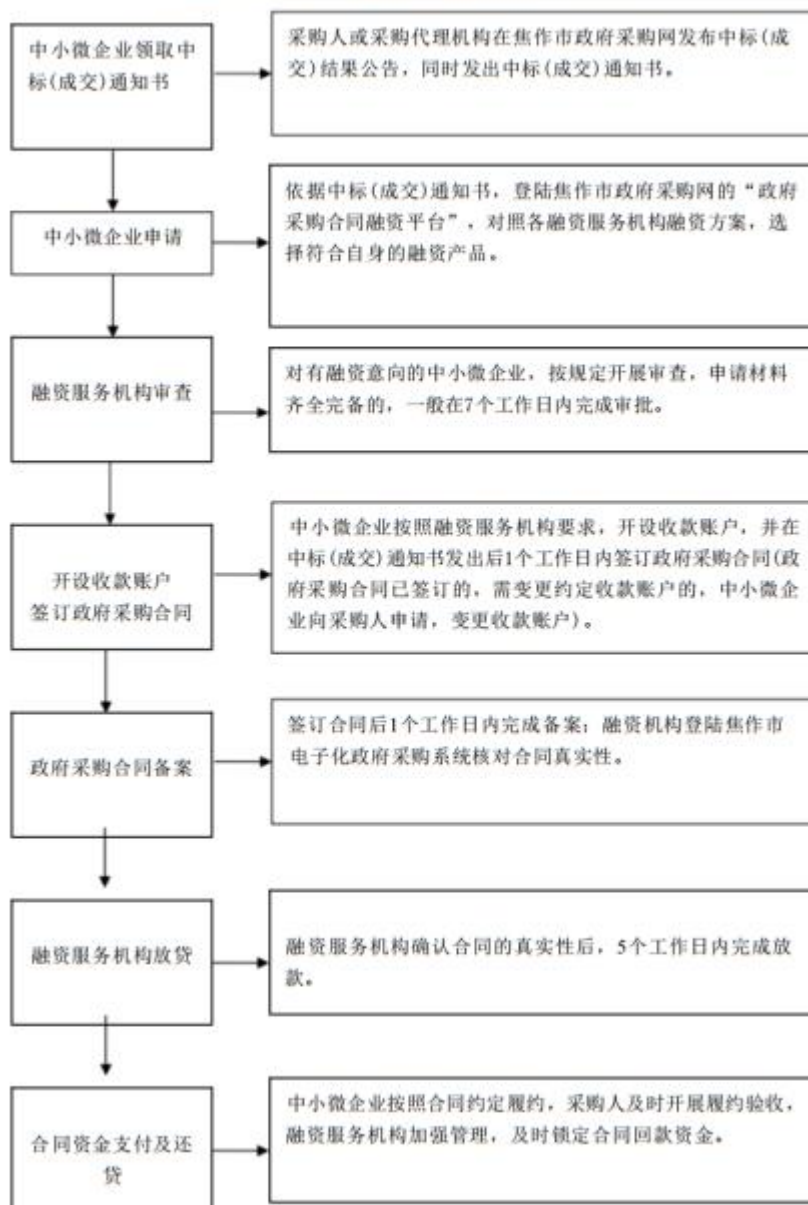 中小微企业领取中
标(成交)通知书
采购人或采购代理机构在焦作市政府采购网发布中标(成
交)结果公告，同时发出中标(成交)通知书。
中小微企业申请
依据中标(成交)通知书，登陆焦作市政府采购网的“政府
采购合同融资平台”，对照各融资服务机构融资方案，选
择符合自身的融资产品。
融资服务机构审查
对有融资意向的中小微企业，按规定开展审查，申请材料
齐全完备的，一般在7个工作日内完成审批。
开设收款账户
签订政府采购合同
中小微企业按照融资服务机构要求，开设收款账户，并在
中标(成交)通知书发出后1个工作日内签订政府采购合同(政
府采购合同已签订的，需变更约定收款账户的，中小微企
业向采购人申请，变更收款账户)。
政府采购合同备案
签订合同后1个工作日内完成备案；融资机构登陆焦作市
电子化政府采购系统核对合同真实性。
融资服务机构放贷
融资服务机构确认合同的真实性后，5个工作日内完成放
款。
合同资金支付及还
贷
中小微企业按照合同约定履约，采购人及时开展履约验收，
融资服务机构加强管理，及时锁定合同回款资金。